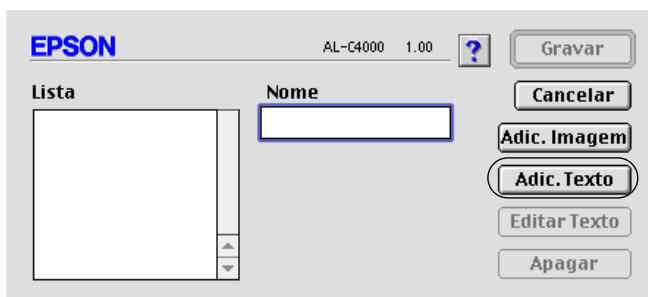 EPSON AL-C4000 1.00 ? Gravar
Lista Nome Cancelar
Adic. Imagem
Adic. Texto
Editar Texto
Apagar